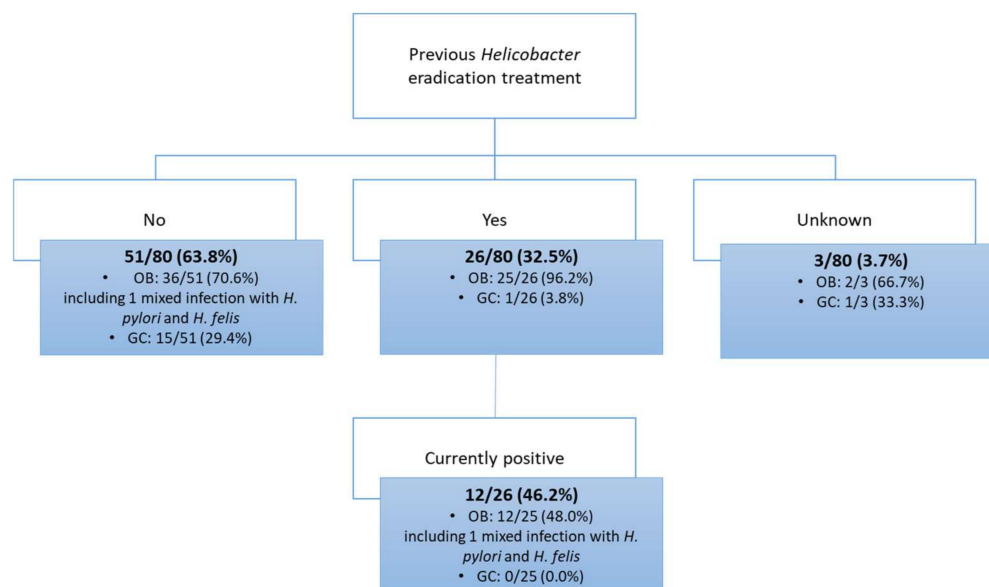 Previous Helicobacter
eradication treatment
No
51/80 (63.8%)
• OB: 36/51 (70.6%)
including 1 mixed infection with H.
pylori and H. felis
• GC: 15/51 (29.4%)
Yes
26/80 (32.5%)
• OB: 25/26 (96.2%)
• GC: 1/26 (3.8%)
Unknown
3/80 (3.7%)
• OB: 2/3 (66.7%)
• GC: 1/3 (33.3%)
Currently positive
12/26 (46.2%)
• OB: 12/25 (48.0%)
including 1 mixed infection with H.
pylori and H. felis
• GC: 0/25 (0.0%)